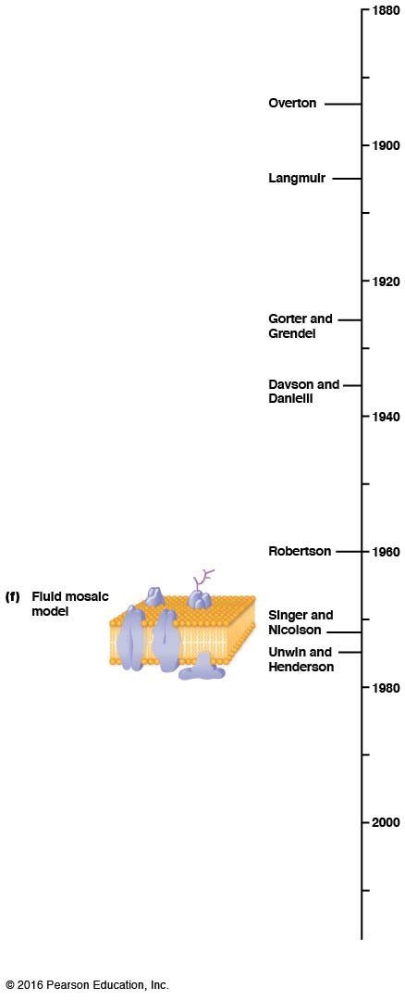 1880
Overton
1900
Langmuir
1920
Gorter and
Grendel
Davson and
Danielli
1940
Robertson
1960
(f) Fluid mosaic
model
Singer and
Nicolson
Unwin and
Henderson
1980
2000
© 2016 Pearson Education, Inc.